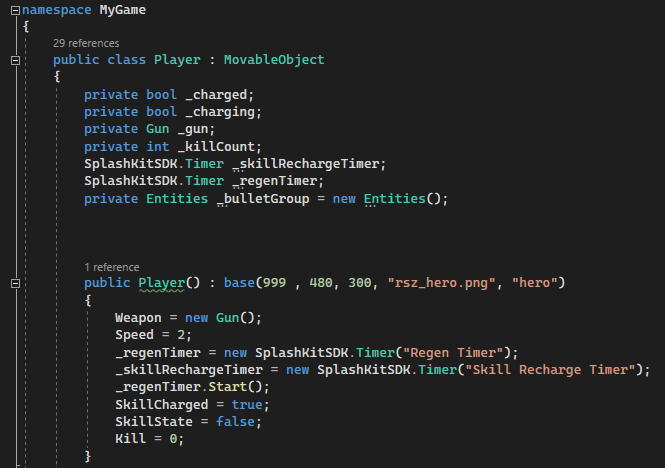 namespace MyGame
{
29 references
public class Player : MovableObject
{
private bool _charged;
private bool _charging;
private Gun _gun;
private int _killCount;
SplashKitSDK.Timer _skillRechargeTimer;
SplashKitSDK.Timer _regenTimer;
private Entities _bulletGroup = new Entities();
1 reference
public Player() : base(999 , 480, 300, "rsz_hero.png", "hero")
{
Weapon = new Gun();
Speed = 2;
_regenTimer = new SplashKitSDK.Timer("Regen Timer");
_skillRechargeTimer = new SplashKitSDK.Timer("Skill Recharge Timer");
_regenTimer.Start();
SkillCharged = true;
SkillState = false;
Kill = 0;
}